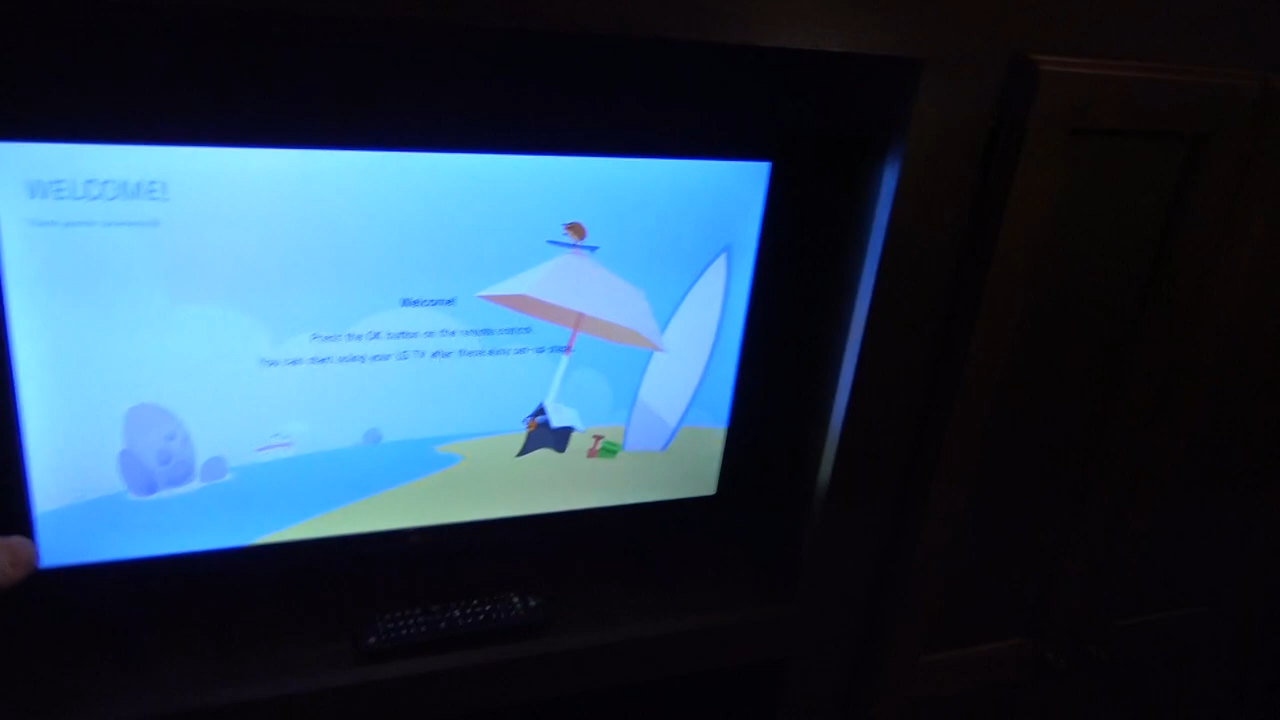 WELCOME!
Welcome!
Press the OK button on the remote control.
You can start using your LG TV after these easy set-up steps.